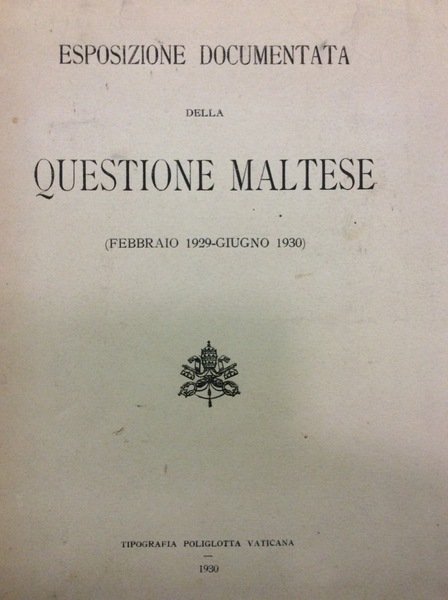 ESPOSIZIONE DOCUMENTATA
DELLA
QUESTIONE MALTESE
(FEBBRAIO 1929-GIUGNO 1930)
TIPOGRAFIA POLIGLOTTA VATICANA
—
1930